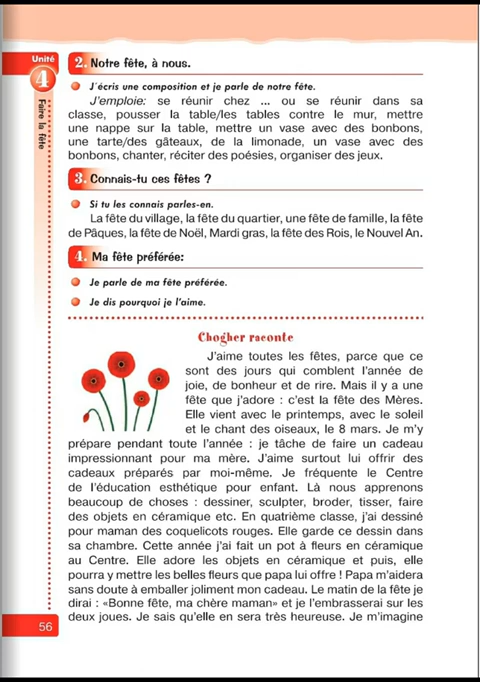 Unité
4
Faire la fête
2. Notre fête, à nous.
J'écris une composition et je parle de notre fête.
J'emploie: se réunir chez ... ou se réunir dans sa
classe, pousser la table/les tables contre le mur, mettre
une nappe sur la table, mettre un vase avec des bonbons,
une tarte/des gâteaux, de la limonade, un vase avec des
bonbons, chanter, réciter des poésies, organiser des jeux.
3. Connais-tu ces fêtes ?
Si tu les connais parles-en.
La fête du village, la fête du quartier, une fête de famille, la fête
de Pâques, la fête de Noël, Mardi gras, la fête des Rois, le Nouvel An.
4. Ma fête préférée:
Je parle de ma fête préférée.
Je dis pourquoi je l'aime.
Chogher raconte
J'aime toutes les fêtes, parce que ce
sont des jours qui comblent l'année de
joie, de bonheur et de rire. Mais il y a une
fête que j'adore : c'est la fête des Mères.
Elle vient avec le printemps, avec le soleil
et le chant des oiseaux, le 8 mars. Je m'y
prépare pendant toute l'année : je tâche de faire un cadeau
impressionnant pour ma mère. J'aime surtout lui offrir des
cadeaux préparés par moi-même. Je fréquente le Centre
de l'éducation esthétique pour enfant. Là nous apprenons
beaucoup de choses : dessiner, sculpter, broder, tisser, faire
des objets en céramique etc. En quatrième classe, j'ai dessiné
pour maman des coquelicots rouges. Elle garde ce dessin dans
sa chambre. Cette année j'ai fait un pot à fleurs en céramique
au Centre. Elle adore les objets en céramique et puis, elle
pourra y mettre les belles fleurs que papa lui offre ! Papa m'aidera
sans doute à emballer joliment mon cadeau. Le matin de la fête je
dirai : «Bonne fête, ma chère maman» et je l'embrasserai sur les
deux joues. Je sais qu'elle en sera très heureuse. Je m'imagine
56